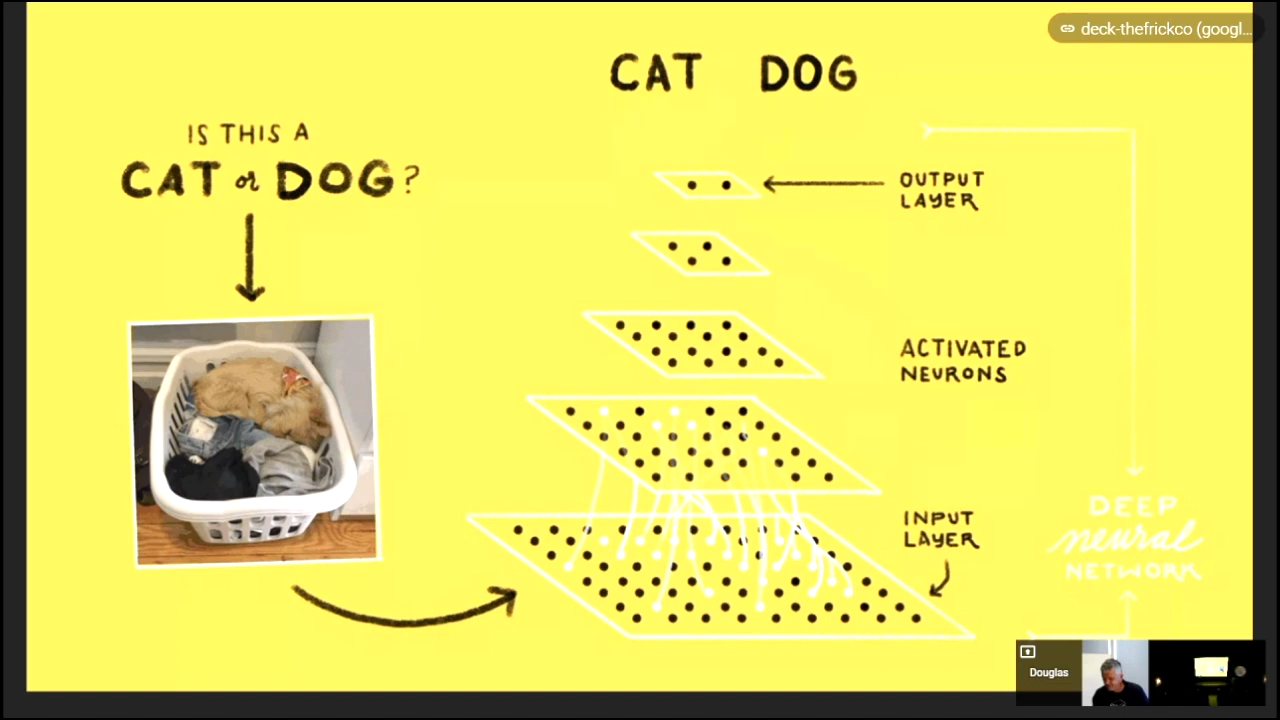 deck-thefrickco (googl...
CAT DOG
IS THIS A
CAT or DOG?
OUTPUT
LAYER
ACTIVATED
NEURONS
INPUT
LAYER
DEEP
neural
NETWORK
Douglas